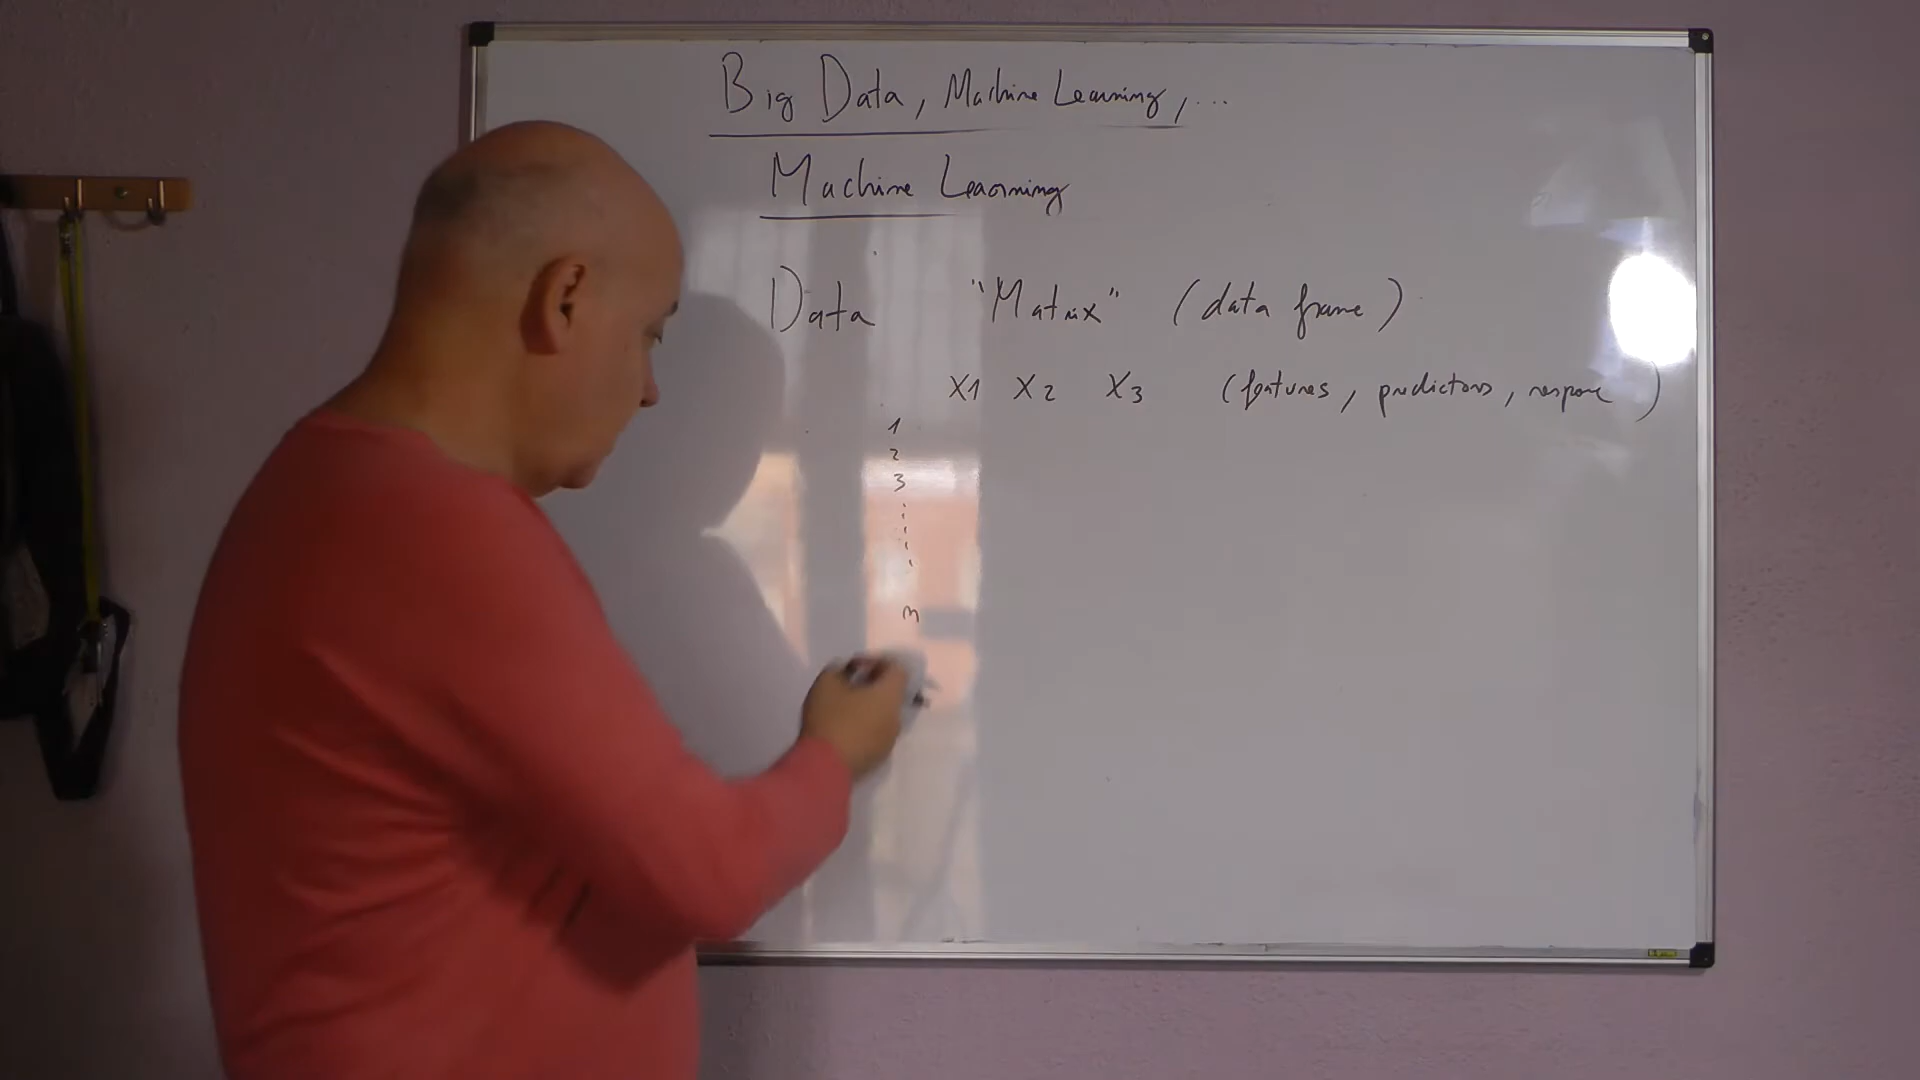 Big Data, Machine Learning, ...
Machine Learning
Data "Matrix" (data frame)
X1 X2 X3 (features, predictors, response)
1
2
3
n